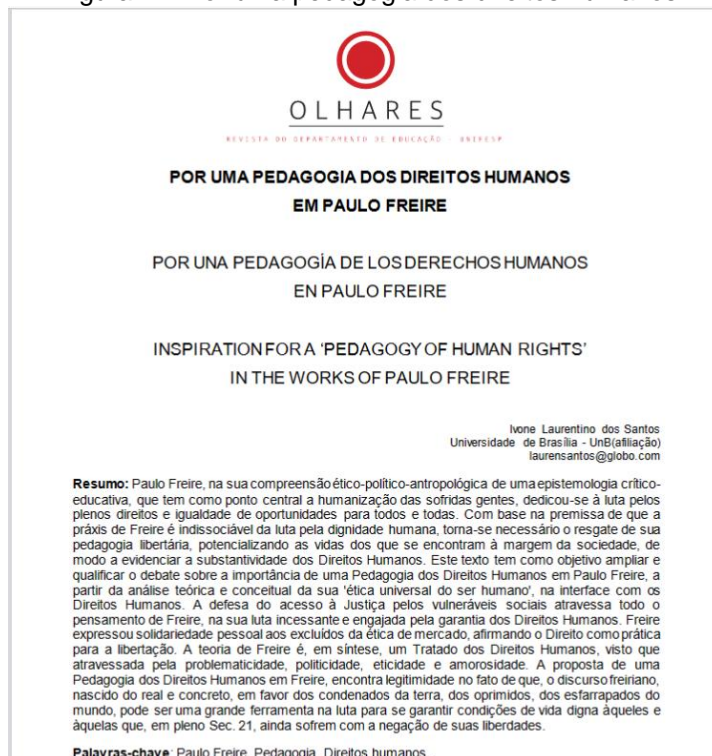 OLHARES
REVISTA DO DEPARTAMENTO DE EDUCAÇÃO - UNIFESP
POR UMA PEDAGOGIA DOS DIREITOS HUMANOS
EM PAULO FREIRE
POR UNA PEDAGOGÍA DE LOS DERECHOS HUMANOS
EN PAULO FREIRE
INSPIRATION FOR A ‘PEDAGOGY OF HUMAN RIGHTS’
IN THE WORKS OF PAULO FREIRE
Ivone Laurentino dos Santos
Universidade de Brasília - UnB(afiliação)
laurensantos@globo.com
Resumo: Paulo Freire, na sua compreensão ético-político-antropológica de uma epistemologia crítico-
educativa, que tem como ponto central a humanização das sofridas gentes, dedicou-se à luta pelos
plenos direitos e igualdade de oportunidades para todos e todas. Com base na premissa de que a
práxis de Freire é indissociável da luta pela dignidade humana, torna-se necessário o resgate de sua
pedagogia libertária, potencializando as vidas dos que se encontram à margem da sociedade, de
modo a evidenciar a substantividade dos Direitos Humanos. Este texto tem como objetivo ampliar e
qualificar o debate sobre a importância de uma Pedagogia dos Direitos Humanos em Paulo Freire, a
partir da análise teórica e conceitual da sua 'ética universal do ser humano', na interface com os
Direitos Humanos. A defesa do acesso à Justiça pelos vulneráveis sociais atravessa todo o
pensamento de Freire, na sua luta incessante e engajada pela garantia dos Direitos Humanos. Freire
expressou solidariedade pessoal aos excluídos da ética de mercado, afirmando o Direito como prática
para a libertação. A teoria de Freire é, em síntese, um Tratado dos Direitos Humanos, visto que
atravessada pela problematicidade, politicidade, eticidade e amorosidade. A proposta de uma
Pedagogia dos Direitos Humanos em Freire, encontra legitimidade no fato de que, o discurso freiriano,
nascido do real e concreto, em favor dos condenados da terra, dos oprimidos, dos esfarrapados do
mundo, pode ser uma grande ferramenta na luta para se garantir condições de vida digna àqueles e
àquelas que, em pleno Sec. 21, ainda sofrem com a negação de suas liberdades.
Palavras-chave: Paulo Freire. Pedagogia. Direitos humanos.